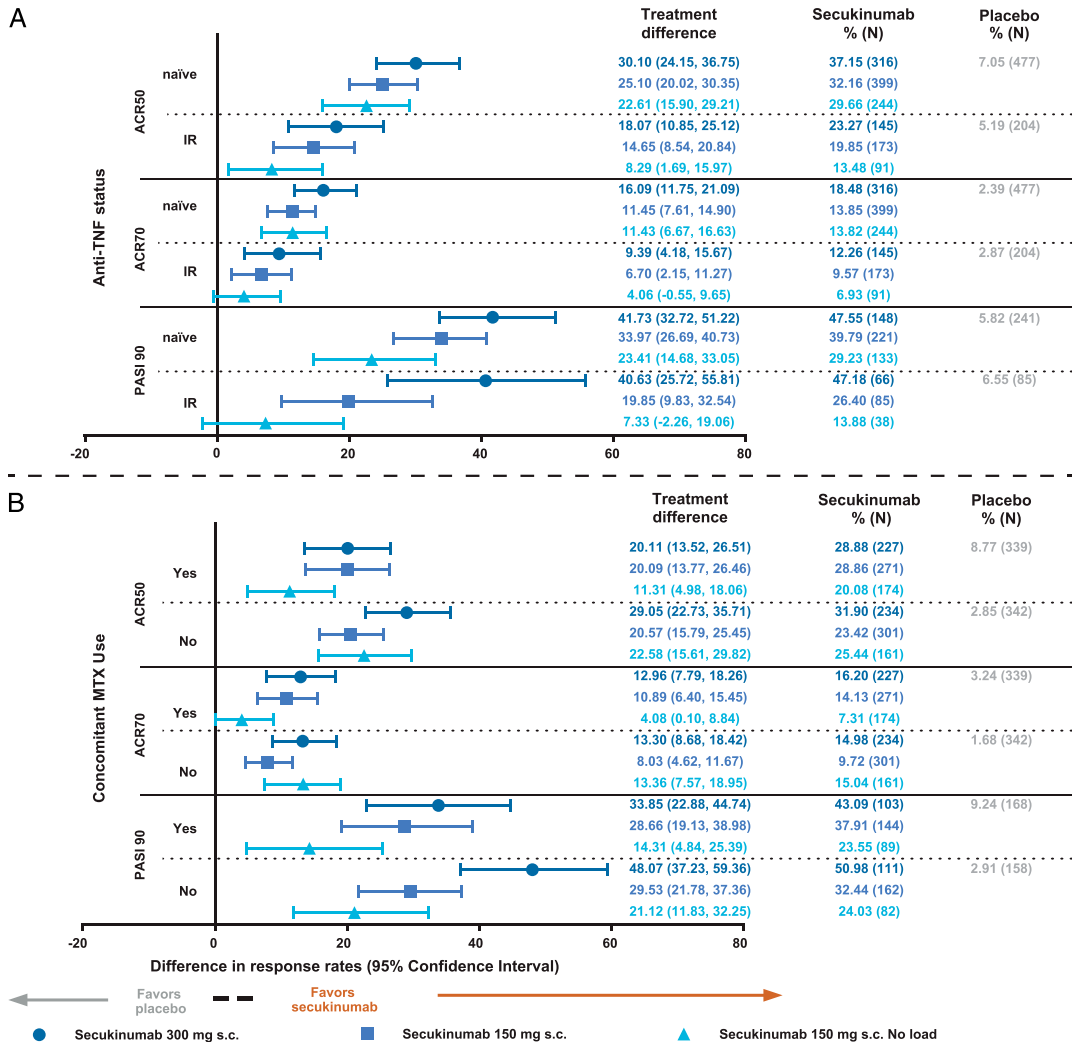 A
Treatment difference Secukinumab % (N) Placebo % (N)
Anti-TNF status
ACR50
naïve
30.10 (24.15, 36.75) 37.15 (316) 7.05 (477)
25.10 (20.02, 30.35) 32.16 (399)
22.61 (15.90, 29.21) 29.66 (244)
IR
18.07 (10.85, 25.12) 23.27 (145) 5.19 (204)
14.65 (8.54, 20.84) 19.85 (173)
8.29 (1.69, 15.97) 13.48 (91)
ACR70
naïve
16.09 (11.75, 21.09) 18.48 (316) 2.39 (477)
11.45 (7.61, 14.90) 13.85 (399)
11.43 (6.67, 16.63) 13.82 (244)
IR
9.39 (4.18, 15.67) 12.26 (145) 2.87 (204)
6.70 (2.15, 11.27) 9.57 (173)
4.06 (-0.55, 9.65) 6.93 (91)
PASI 90
naïve
41.73 (32.72, 51.22) 47.55 (148) 5.82 (241)
33.97 (26.69, 40.73) 39.79 (221)
23.41 (14.68, 33.05) 29.23 (133)
IR
40.63 (25.72, 55.81) 47.18 (66) 6.55 (85)
19.85 (9.83, 32.54) 26.40 (85)
7.33 (-2.26, 19.06) 13.88 (38)
-20 0 20 40 60 80
B
Treatment difference Secukinumab % (N) Placebo % (N)
Concomitant MTX Use
ACR50
Yes
20.11 (13.52, 26.51) 28.88 (227) 8.77 (339)
20.09 (13.77, 26.46) 28.86 (271)
11.31 (4.98, 18.06) 20.08 (174)
No
29.05 (22.73, 35.71) 31.90 (234) 2.85 (342)
20.57 (15.79, 25.45) 23.42 (301)
22.58 (15.61, 29.82) 25.44 (161)
ACR70
Yes
12.96 (7.79, 18.26) 16.20 (227) 3.24 (339)
10.89 (6.40, 15.45) 14.13 (271)
4.08 (0.10, 8.84) 7.31 (174)
No
13.30 (8.68, 18.42) 14.98 (234) 1.68 (342)
8.03 (4.62, 11.67) 9.72 (301)
13.36 (7.57, 18.95) 15.04 (161)
PASI 90
Yes
33.85 (22.88, 44.74) 43.09 (103) 9.24 (168)
28.66 (19.13, 38.98) 37.91 (144)
14.31 (4.84, 25.39) 23.55 (89)
No
48.07 (37.23, 59.36) 50.98 (111) 2.91 (158)
29.53 (21.78, 37.36) 32.44 (162)
21.12 (11.83, 32.25) 24.03 (82)
-20 0 20 40 60 80
Difference in response rates (95% Confidence Interval)
Favors placebo Favors secukinumab
Secukinumab 300 mg s.c. Secukinumab 150 mg s.c. Secukinumab 150 mg s.c. No load